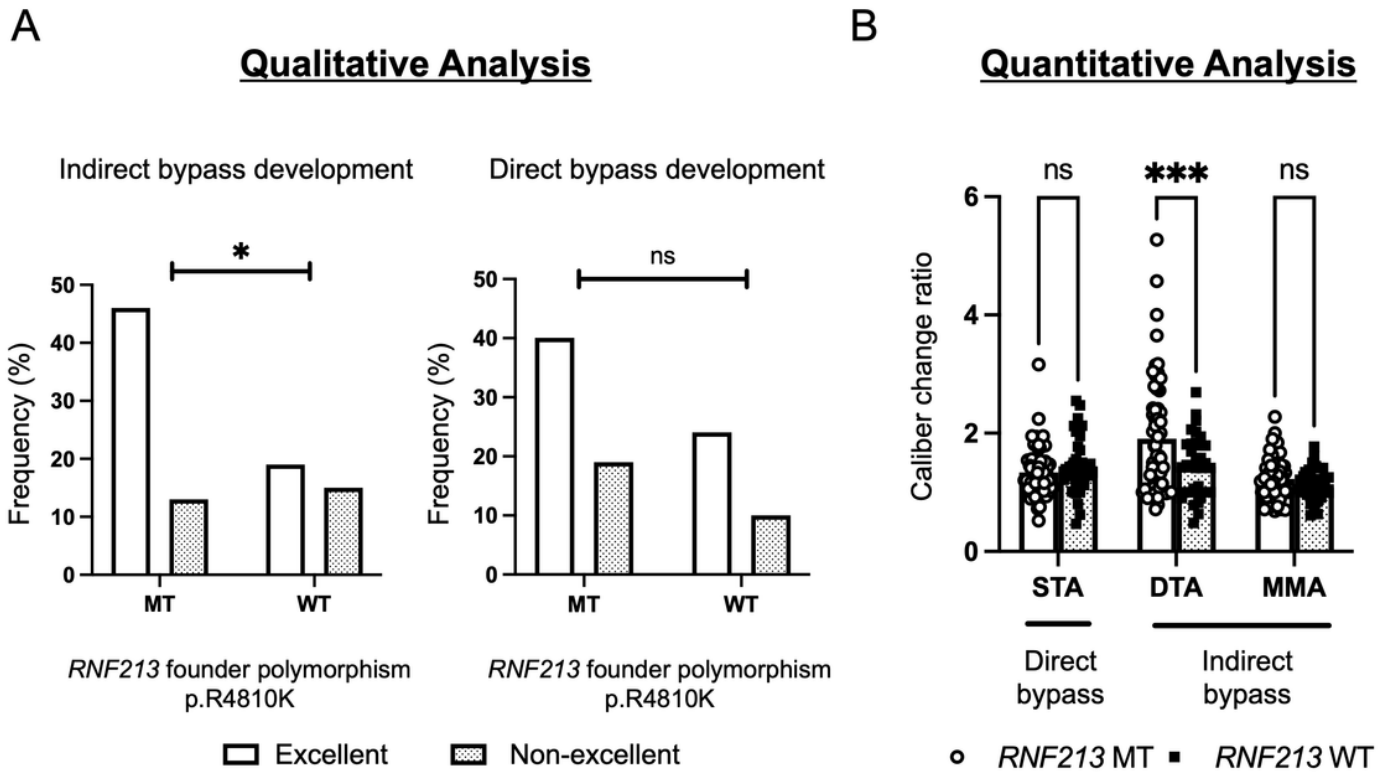 A
Qualitative Analysis
Indirect bypass development
*
Frequency (%)
50
40
30
20
10
0
MT
WT
RNF213 founder polymorphism
p.R4810K
Direct bypass development
ns
Frequency (%)
50
40
30
20
10
0
MT
WT
RNF213 founder polymorphism
p.R4810K
Excellent
Non-excellent
B
Quantitative Analysis
ns
***
ns
Caliber change ratio
6
4
2
0
STA
DTA
MMA
Direct
bypass
Indirect
bypass
RNF213 MT
RNF213 WT